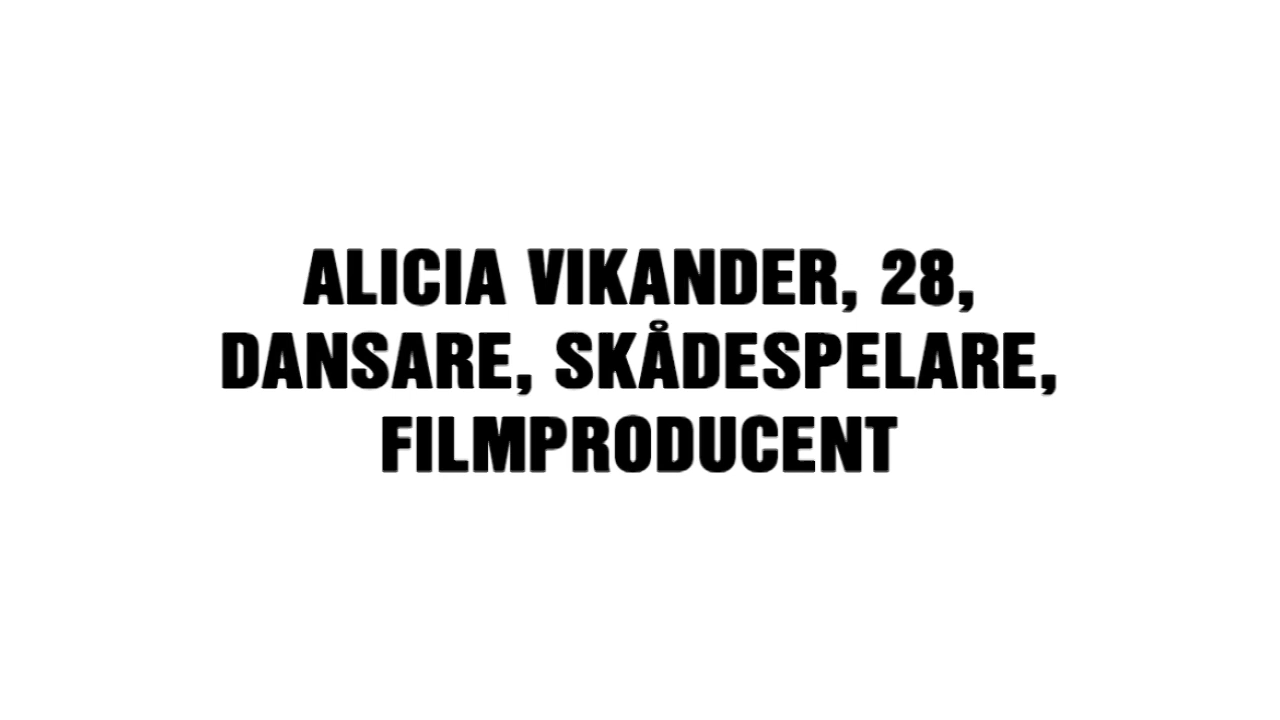 ALICIA VIKANDER, 28,
DANSARE, SKÅDESPELARE,
FILMPRODUCENT